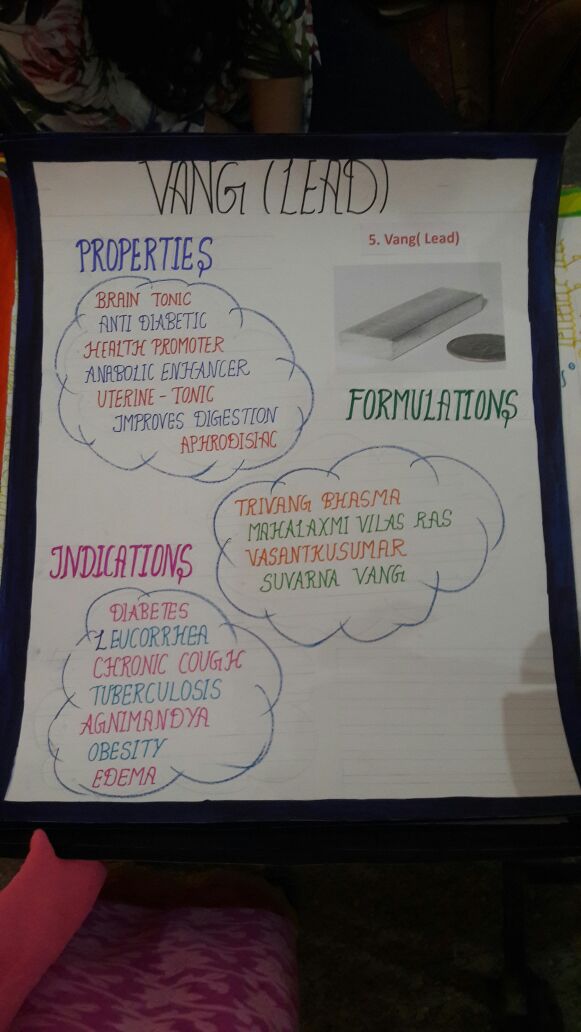 VANG (LEAD)
PROPERTIES
BRAIN TONIC
ANTI DIABETIC
HEALTH PROMOTER
ANABOLIC ENHANCER
UTERINE - TONIC
IMPROVES DIGESTION
APHRODISIAC
5. Vang( Lead)
FORMULATIONS
TRIVANG BHASMA
MAHALAXMI VILAS RAS
VASANTKUSUMAR
SUVARNA VANG
INDICATIONS
DIABETES
LEUCORRHEA
CHRONIC COUGH
TUBERCULOSIS
AGNIMANDYA
OBESITY
EDEMA